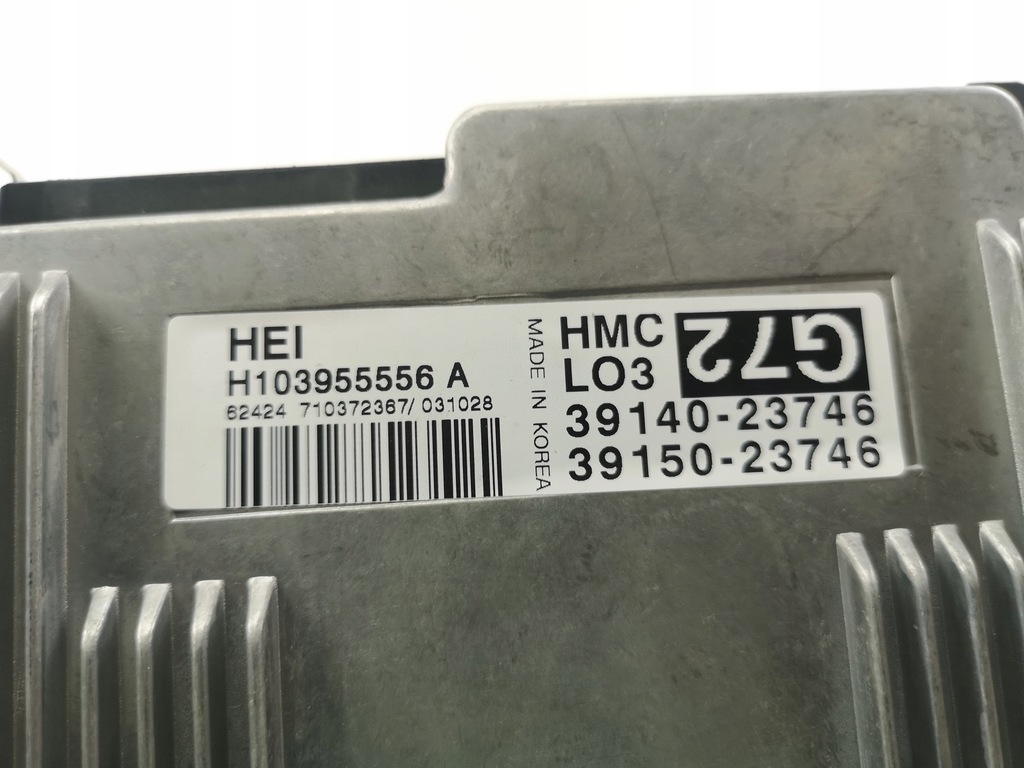 HEI
H103955556 A
62424 710372367/ 031028
MADE IN KOREA
HMC
LO3
G72
39140-23746
39150-23746